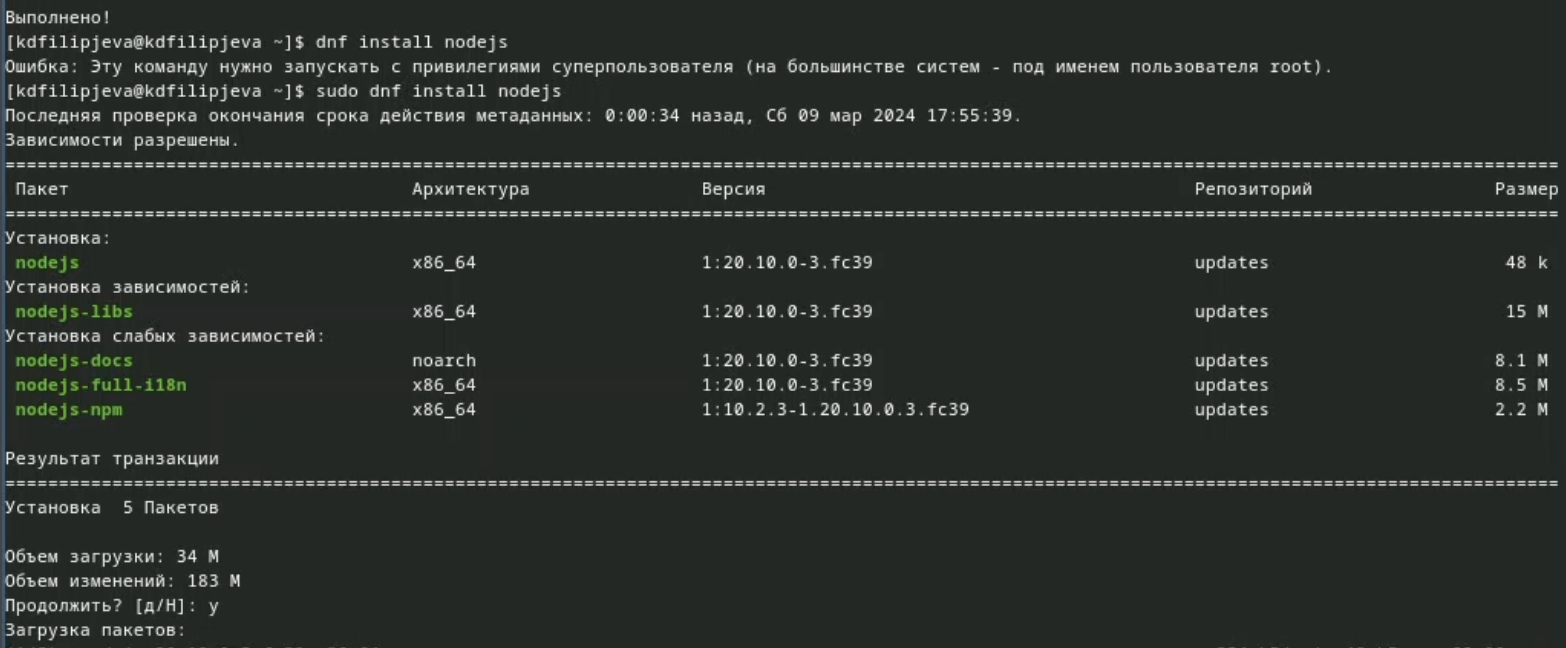 Выполнено!
[kdfilipjeva@kdfilipjeva ~]$ dnf install nodejs
Ошибка: Эту команду нужно запускать с привилегиями суперпользователя (на большинстве систем - под именем пользователя root).
[kdfilipjeva@kdfilipjeva ~]$ sudo dnf install nodejs
Последняя проверка окончания срока действия метаданных: 0:00:34 назад, Сб 09 мар 2024 17:55:39.
Зависимости разрешены.
================================================================================
Пакет Архитектура Версия Репозиторий Размер
================================================================================
Установка:
nodejs x86_64 1:20.10.0-3.fc39 updates 48 k
Установка зависимостей:
nodejs-libs x86_64 1:20.10.0-3.fc39 updates 15 M
Установка слабых зависимостей:
nodejs-docs noarch 1:20.10.0-3.fc39 updates 8.1 M
nodejs-full-i18n x86_64 1:20.10.0-3.fc39 updates 8.5 M
nodejs-npm x86_64 1:10.2.3-1.20.10.0.3.fc39 updates 2.2 M
Результат транзакции
================================================================================
Установка 5 Пакетов
Объем загрузки: 34 M
Объем изменений: 183 M
Продолжить? [д/Н]: y
Загрузка пакетов: